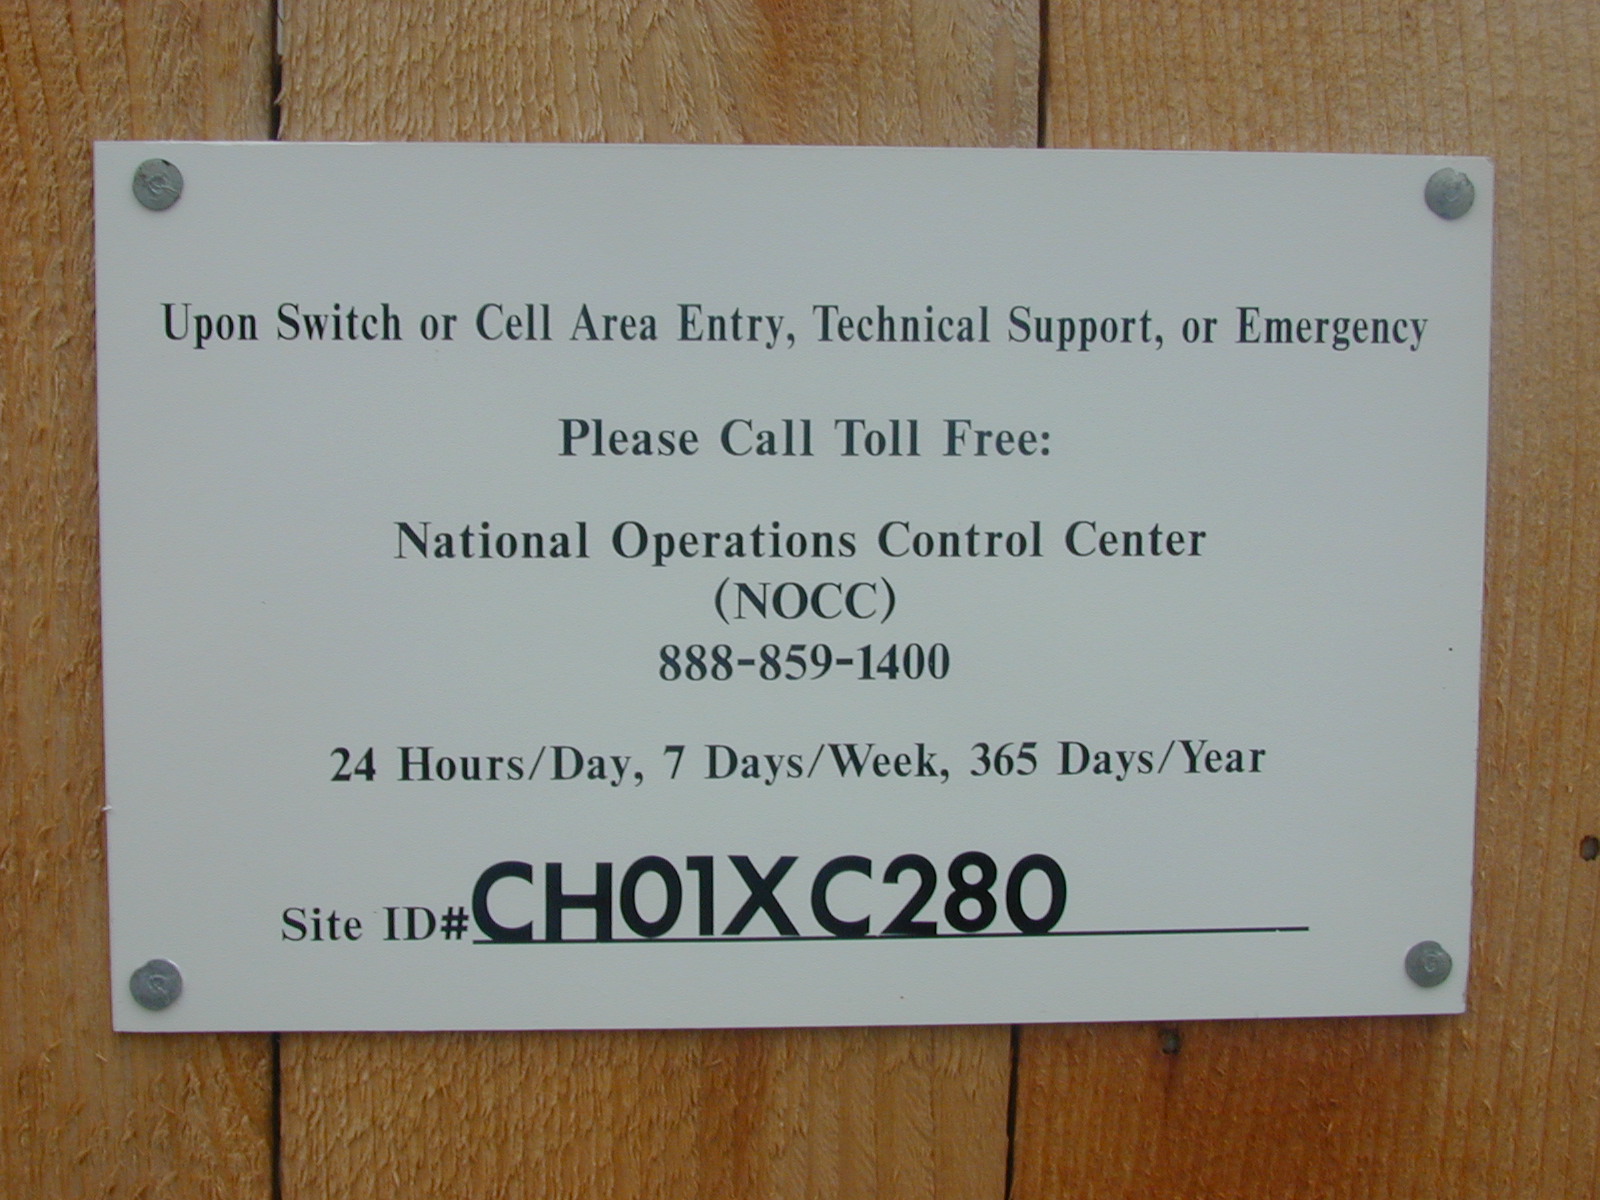 Upon Switch or Cell Area Entry, Technical Support, or Emergency
Please Call Toll Free:
National Operations Control Center
(NOCC)
888-859-1400
24 Hours/Day, 7 Days/Week, 365 Days/Year
Site ID# CH01XC280